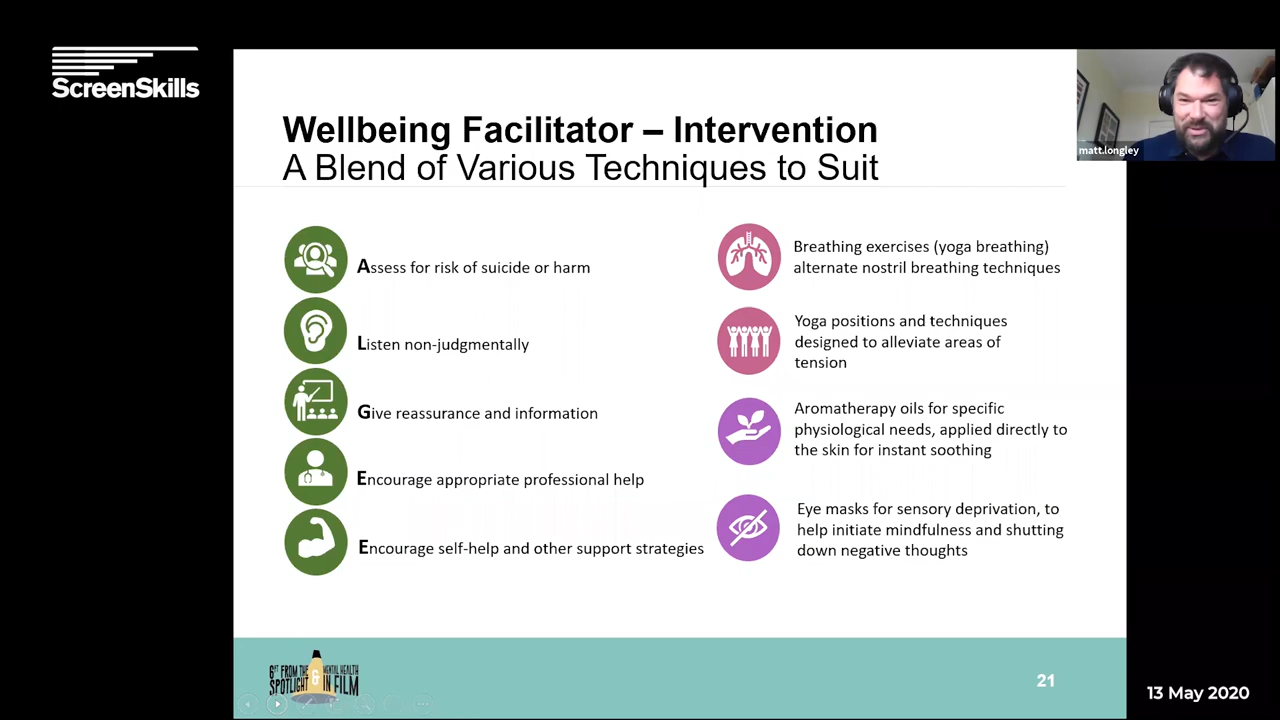 ScreenSkills
Wellbeing Facilitator – Intervention
A Blend of Various Techniques to Suit
matt.longley
Assess for risk of suicide or harm
Listen non-judgmentally
Give reassurance and information
Encourage appropriate professional help
Encourage self-help and other support strategies
Breathing exercises (yoga breathing)
alternate nostril breathing techniques
Yoga positions and techniques
designed to alleviate areas of
tension
Aromatherapy oils for specific
physiological needs, applied directly to
the skin for instant soothing
Eye masks for sensory deprivation, to
help initiate mindfulness and shutting
down negative thoughts
6FT FROM THE SPOTLIGHT
&
MENTAL HEALTH IN FILM
21
13 May 2020